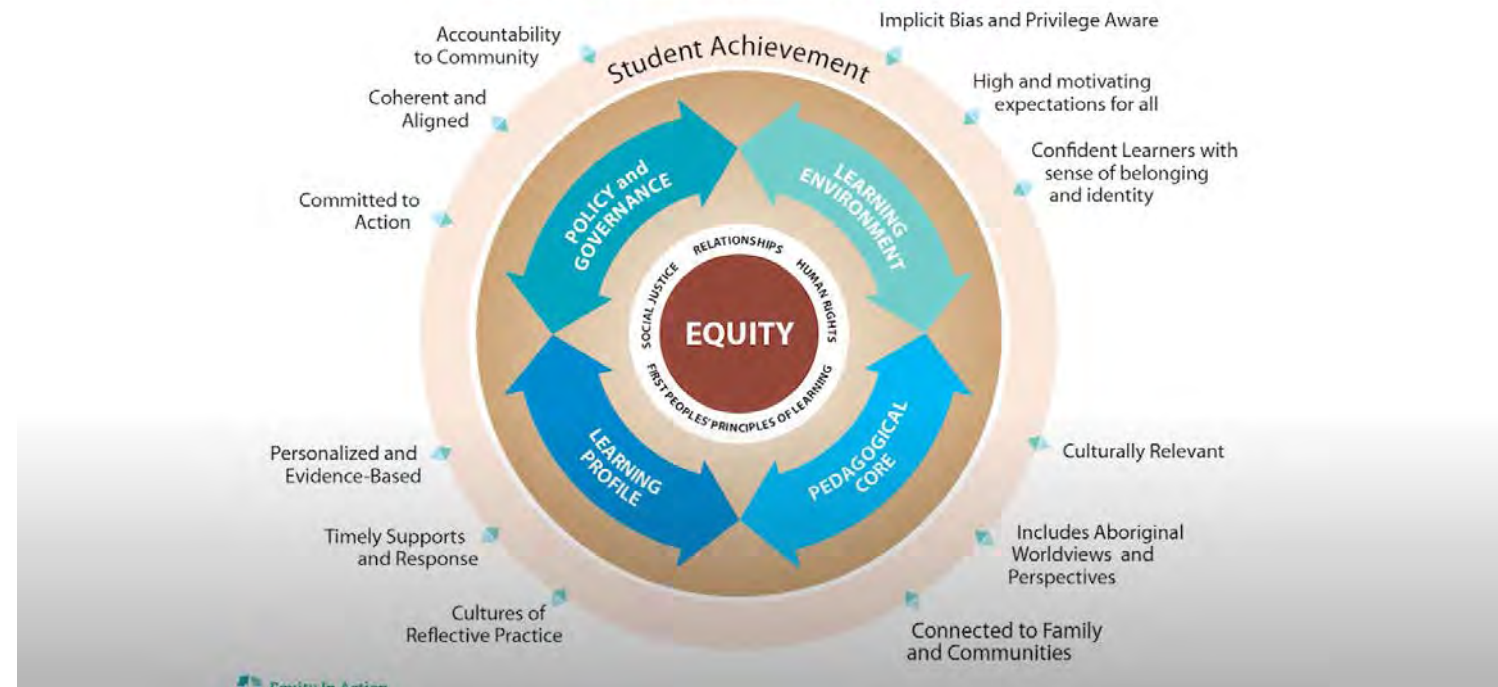 Implicit Bias and Privilege Aware
Accountability
to Community
Student Achievement
High and motivating
expectations for all
Coherent and
Aligned
Confident Learners with
sense of belonging
and identity
Committed to
Action
POLICY and
GOVERNANCE
LEARNING
ENVIRONMENT
RELATIONSHIPS
SOCIAL JUSTICE
HUMAN RIGHTS
EQUITY
FIRST PEOPLES' PRINCIPLES OF LEARNING
LEARNING
PROFILE
PEDAGOGICAL
CORE
Personalized and
Evidence-Based
Culturally Relevant
Timely Supports
and Response
Includes Aboriginal
Worldviews and
Perspectives
Cultures of
Reflective Practice
Connected to Family
and Communities
Equity In Action